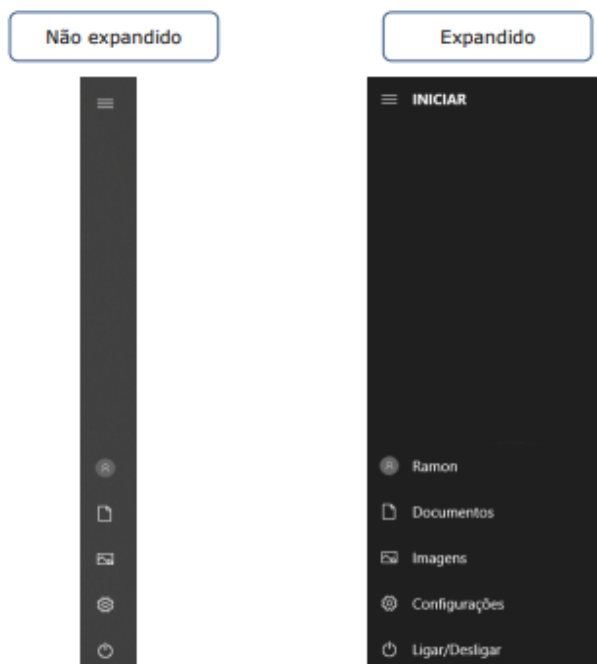 Não expandido
Expandido
INICIAR
Ramon
Documentos
Imagens
Configurações
Ligar/Desligar